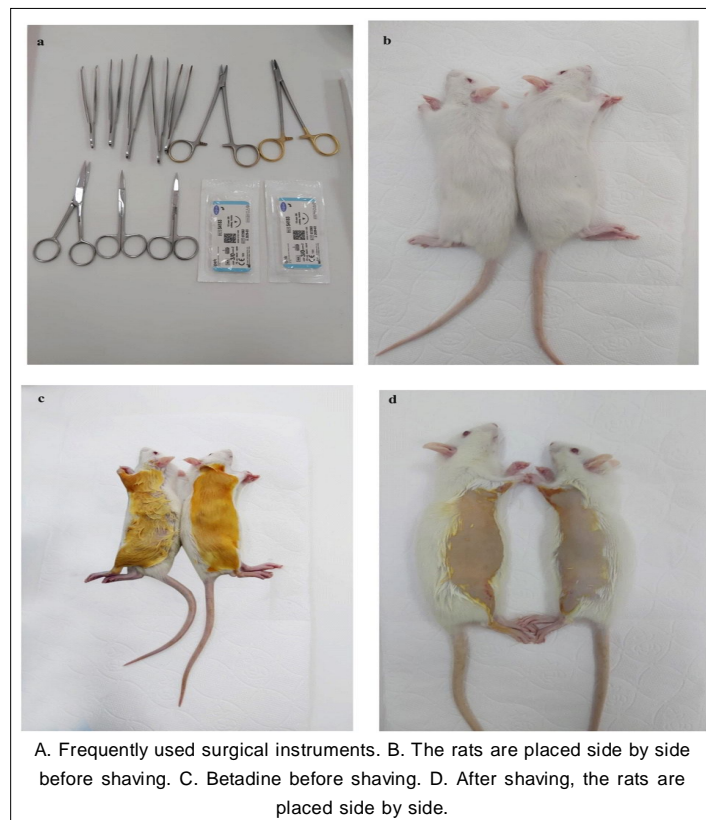 a
b
c
d
A. Frequently used surgical instruments. B. The rats are placed side by side
before shaving. C. Betadine before shaving. D. After shaving, the rats are
placed side by side.